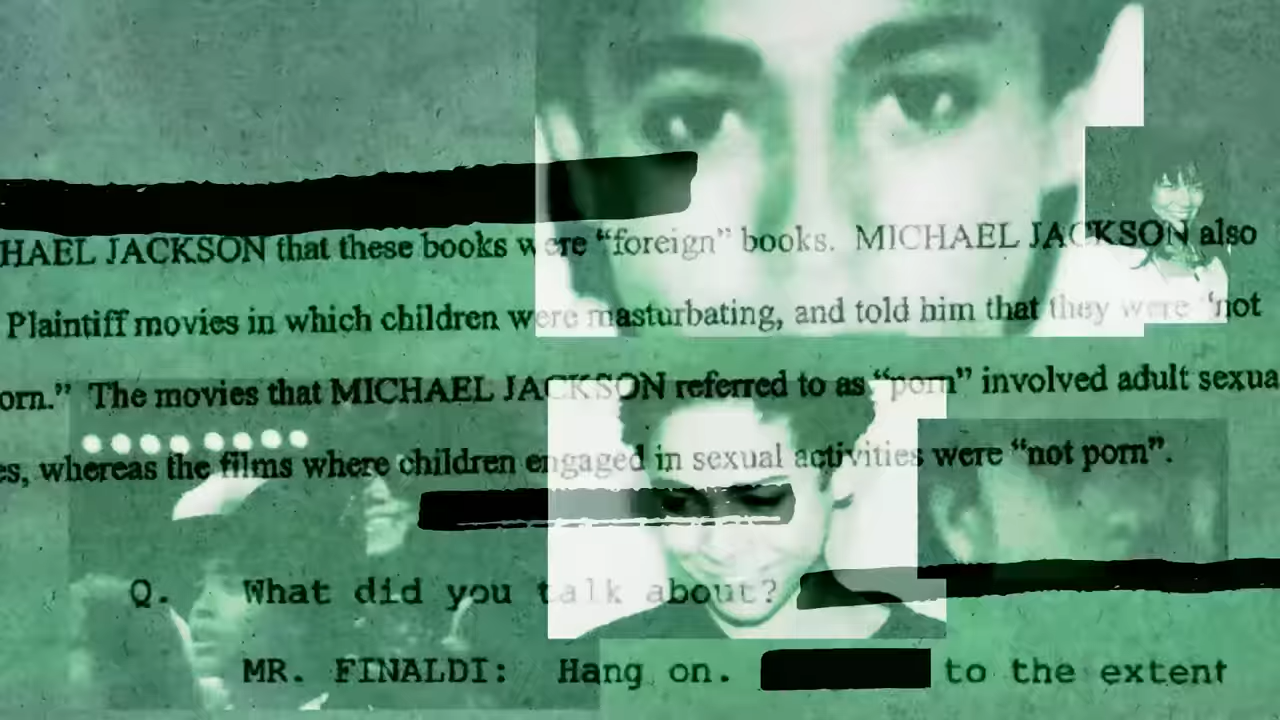 HAEL JACKSON that these books were “foreign” books. MICHAEL JACKSON also
Plaintiff movies in which children were masturbating, and told him that they were ‘not
orn.” The movies that MICHAEL JACKSON referred to as “porn” involved adult sexua
es, whereas the films where children engaged in sexual activities were “not porn”.
Q. What did you talk about?
MR. FINALDI: Hang on. to the extent